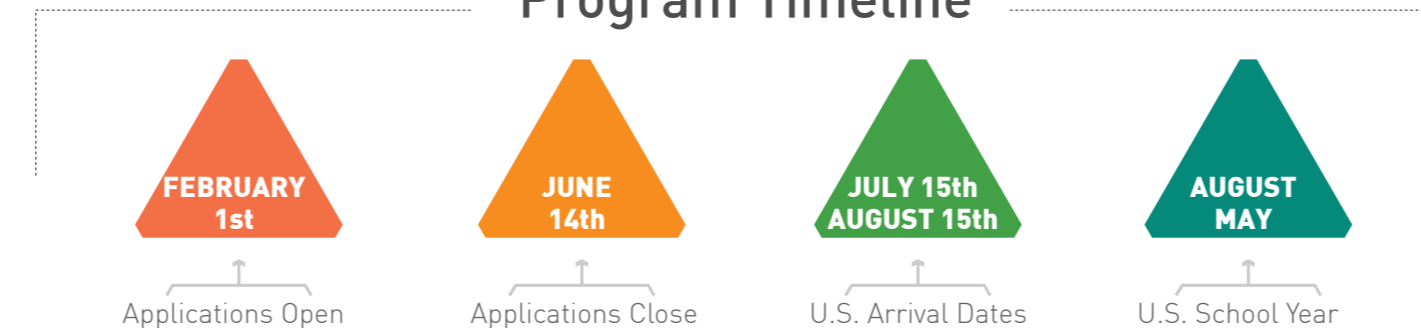 Program Timeline
FEBRUARY
1st
JUNE
14th
JULY 15th
AUGUST 15th
AUGUST
MAY
Applications Open
Applications Close
U.S. Arrival Dates
U.S. School Year